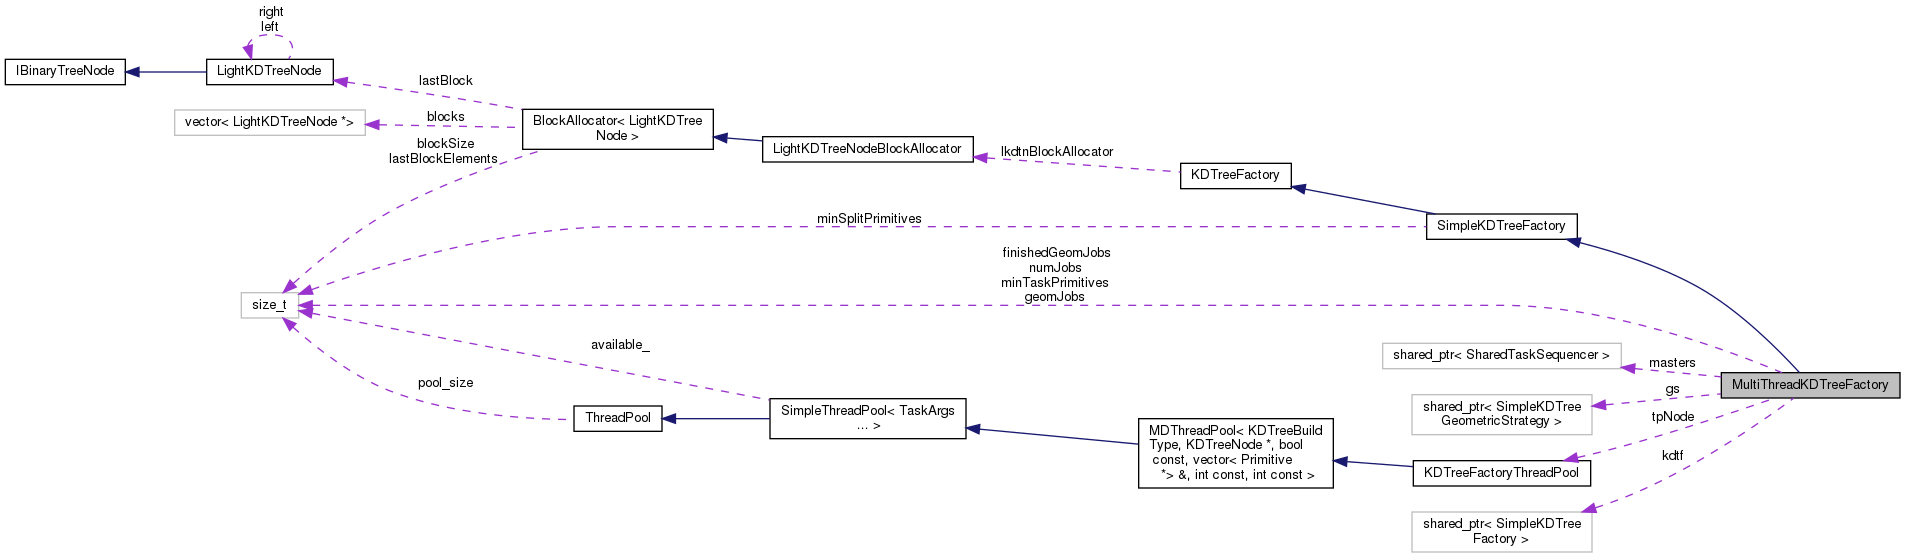 right
left
IBinaryTreeNode
LightKDTreeNode
lastBlock
vector< LightKDTreeNode *>
blocks
BlockAllocator< LightKDTree
Node >
blockSize
lastBlockElements
LightKDTreeNodeBlockAllocator
lkdtnBlockAllocator
KDTreeFactory
minSplitPrimitives
SimpleKDTreeFactory
finishedGeomJobs
numJobs
minTaskPrimitives
geomJobs
size_t
available_
pool_size
ThreadPool
SimpleThreadPool< TaskArgs
... >
MDThreadPool< KDTreeBuild
Type, KDTreeNode *, bool
const, vector< Primitive
*> &, int const, int const >
shared_ptr< SharedTaskSequencer >
masters
MultiThreadKDTreeFactory
gs
shared_ptr< SimpleKDTree
GeometricStrategy >
tpNode
KDTreeFactoryThreadPool
kdtf
shared_ptr< SimpleKDTree
Factory >